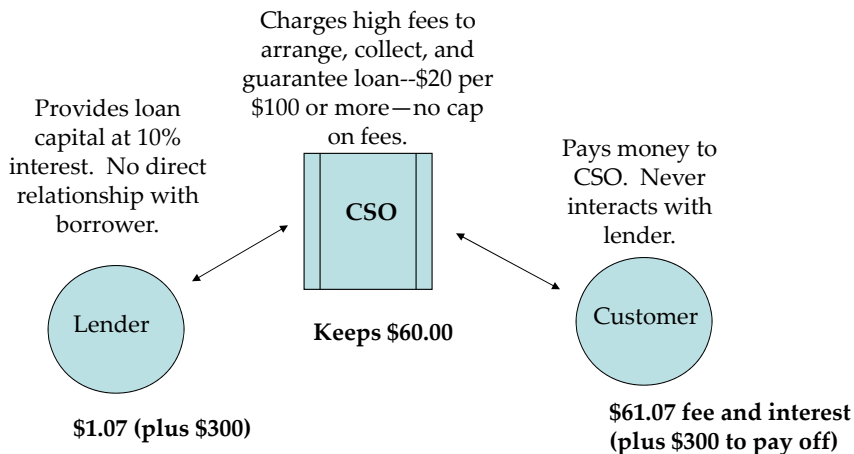 Charges high fees to
arrange, collect, and
guarantee loan--$20 per
$100 or more—no cap
on fees.
Provides loan
capital at 10%
interest. No direct
relationship with
borrower.
Pays money to
CSO. Never
interacts with
lender.
CSO
Lender
Customer
Keeps $60.00
$1.07 (plus $300)
$61.07 fee and interest
(plus $300 to pay off)